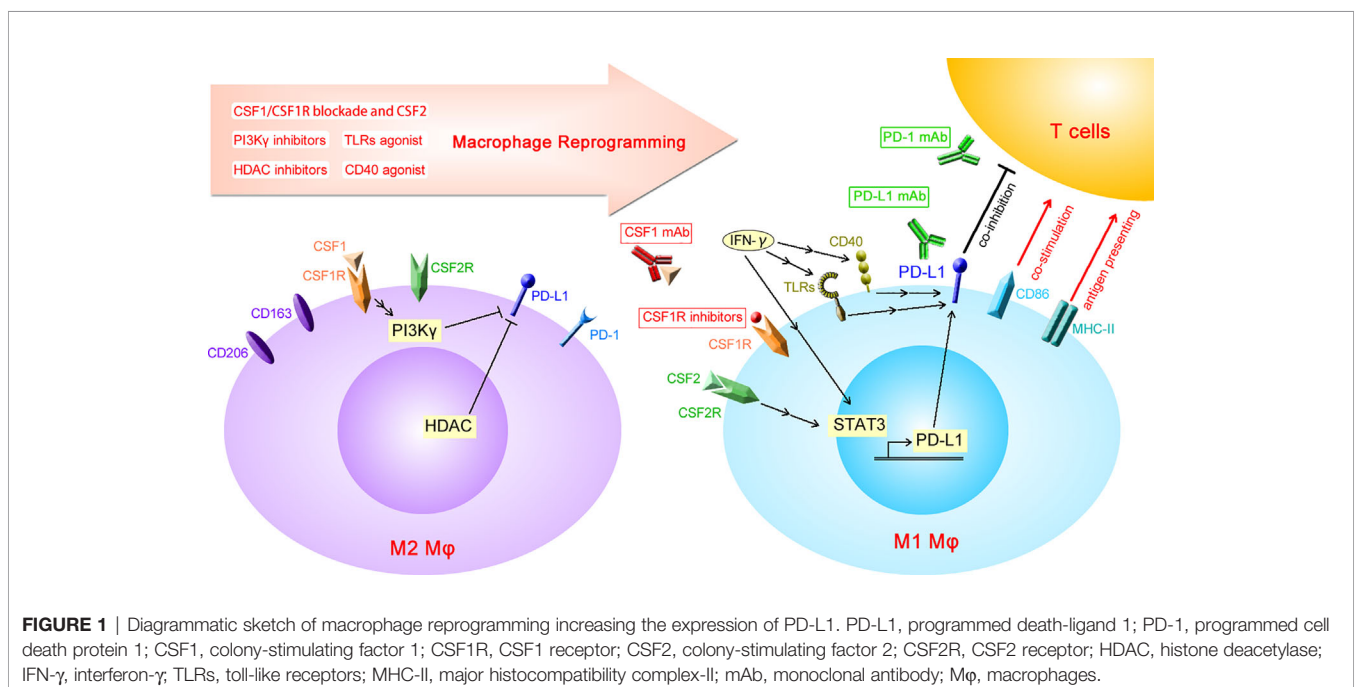 CSF1/CSF1R blockade and CSF2
PI3Kγ inhibitors TLRs agonist
HDAC inhibitors CD40 agonist
Macrophage Reprogramming
CSF1
CSF1R
CSF2R
CD163
CD206
PI3Kγ
PD-L1
PD-1
HDAC
M2 Mφ
T cells
PD-1 mAb
PD-L1 mAb
CSF1 mAb
IFN-γ
CD40
TLRs
PD-L1
co-inhibition
co-stimulation
antigen presenting
CD86
MHC-II
CSF1R inhibitors
CSF1R
CSF2
CSF2R
STAT3
PD-L1
M1 Mφ
FIGURE 1 | Diagrammatic sketch of macrophage reprogramming increasing the expression of PD-L1. PD-L1, programmed death-ligand 1; PD-1, programmed cell
death protein 1; CSF1, colony-stimulating factor 1; CSF1R, CSF1 receptor; CSF2, colony-stimulating factor 2; CSF2R, CSF2 receptor; HDAC, histone deacetylase;
IFN-γ, interferon-γ; TLRs, toll-like receptors; MHC-II, major histocompatibility complex-II; mAb, monoclonal antibody; Mφ, macrophages.